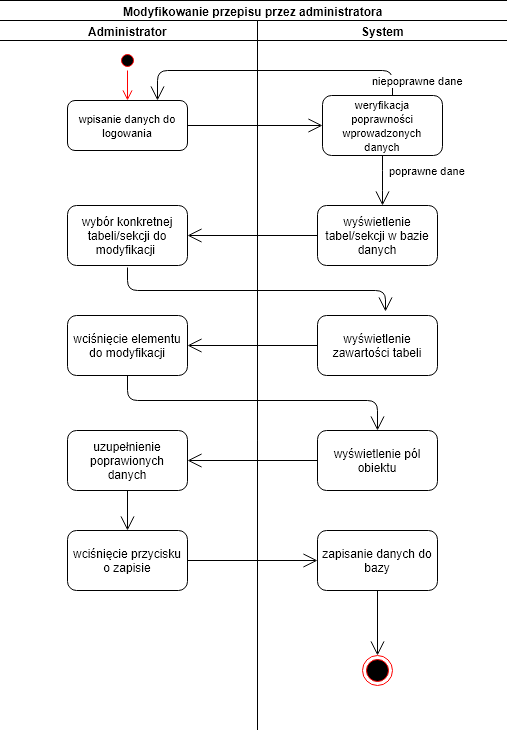 Modyfikowanie przepisu przez administratora
Administrator
System
niepoprawne dane
wpisanie danych do
logowania
weryfikacja
poprawności
wprowadzonych
danych
poprawne dane
wybór konkretnej
tabeli/sekcji do
modyfikacji
wyświetlenie
tabel/sekcji w bazie
danych
wciśnięcie elementu
do modyfikacji
wyświetlenie
zawartości tabeli
uzupełnienie
poprawionych
danych
wyświetlenie pól
obiektu
wciśnięcie przycisku
o zapisie
zapisanie danych do
bazy